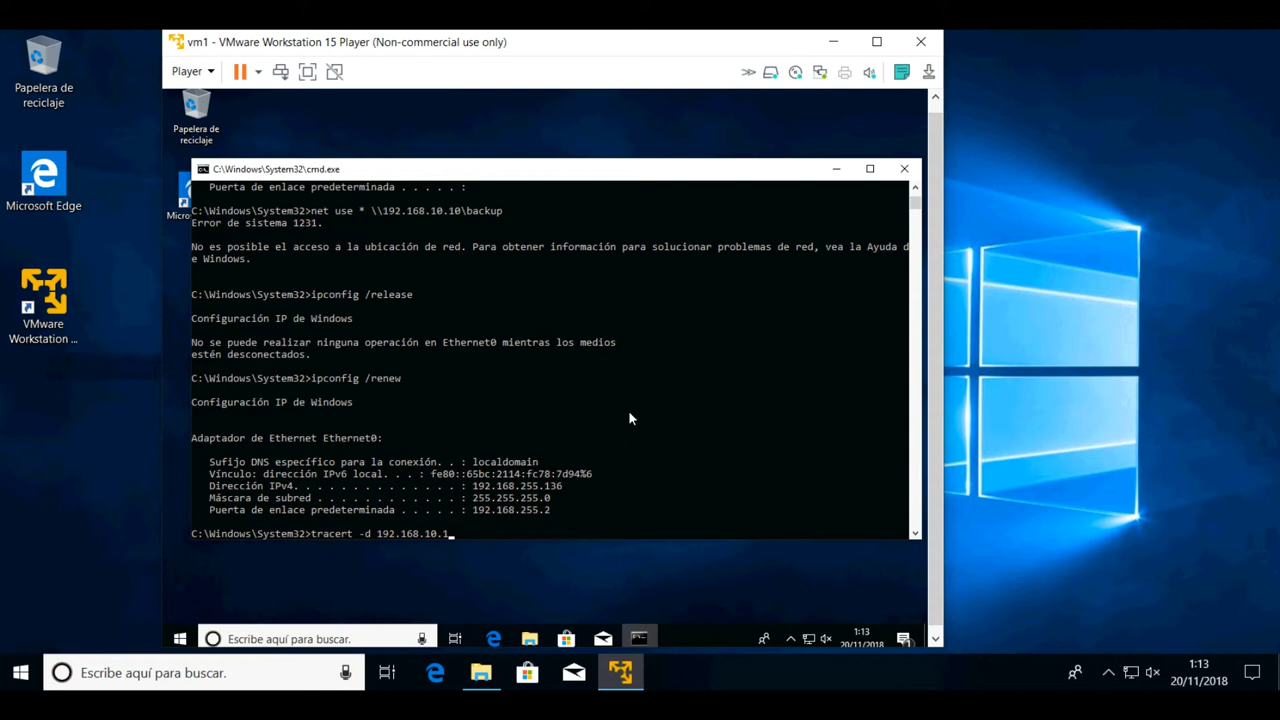 vm1 - VMware Workstation 15 Player (Non-commercial use only)
Player
Papelera de
reciclaje
Microsoft Edge
VMware
Workstation ...
Papelera de
reciclaje
Micros
C:\Windows\System32\cmd.exe
Puerta de enlace predeterminada . . . . . :
C:\Windows\System32>net use * \\192.168.10.10\backup
Error de sistema 1231.
No es posible el acceso a la ubicación de red. Para obtener información para solucionar problemas de red, vea la Ayuda d
e Windows.
C:\Windows\System32>ipconfig /release
Configuración IP de Windows
No se puede realizar ninguna operación en Ethernet0 mientras los medios
estén desconectados.
C:\Windows\System32>ipconfig /renew
Configuración IP de Windows
Adaptador de Ethernet Ethernet0:
Sufijo DNS específico para la conexión. . : localdomain
Vínculo: dirección IPv6 local. . . : fe80::65bc:2114:fc78:7d94%6
Dirección IPv4. . . . . . . . . . . . . . : 192.168.255.136
Máscara de subred . . . . . . . . . . . . : 255.255.255.0
Puerta de enlace predeterminada . . . . . : 192.168.255.2
C:\Windows\System32>tracert -d 192.168.10.1
Escribe aquí para buscar.
1:13
20/11/2018
Escribe aquí para buscar.
1:13
20/11/2018